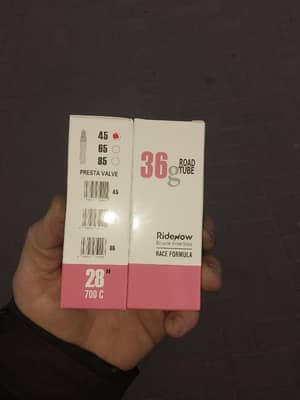 45
65
85
PRESTA VALVE
45
85
28"
700 C
36g ROAD TUBE
RideNow
RACE FORMULA